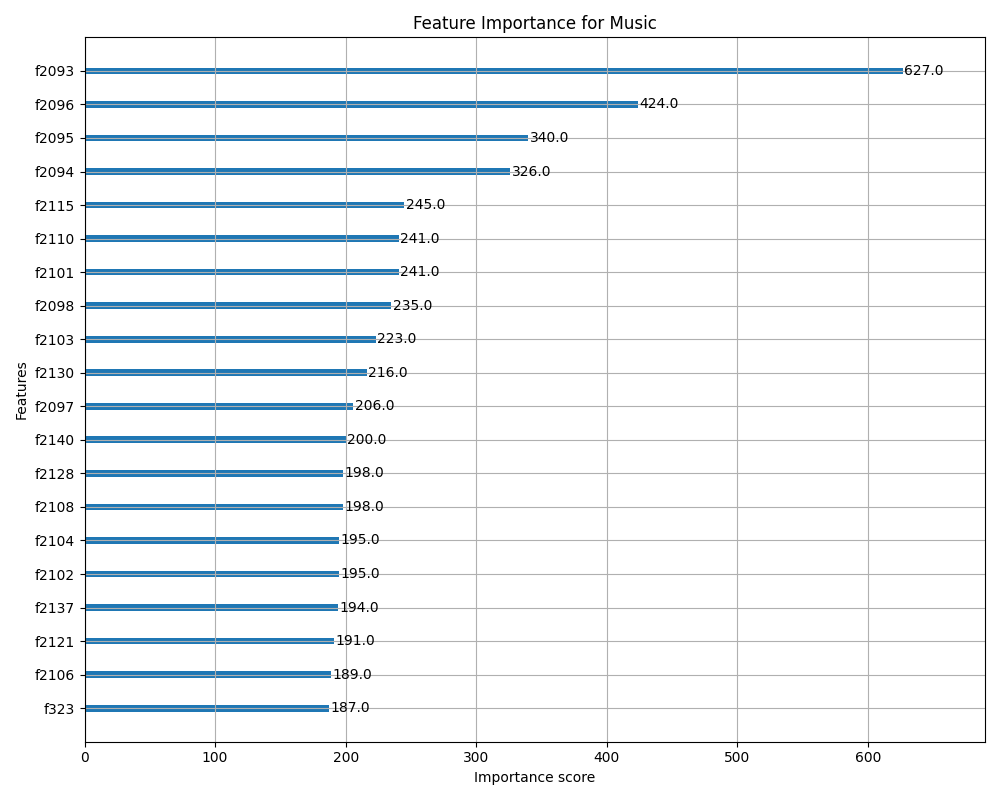 Feature Importance for Music
f2093 627.0
f2096 424.0
f2095 340.0
f2094 326.0
f2115 245.0
f2110 241.0
f2101 241.0
f2098 235.0
f2103 223.0
f2130 216.0
f2097 206.0
f2140 200.0
f2128 198.0
f2108 198.0
f2104 195.0
f2102 195.0
f2137 194.0
f2121 191.0
f2106 189.0
f323 187.0
Features
0 100 200 300 400 500 600
Importance score